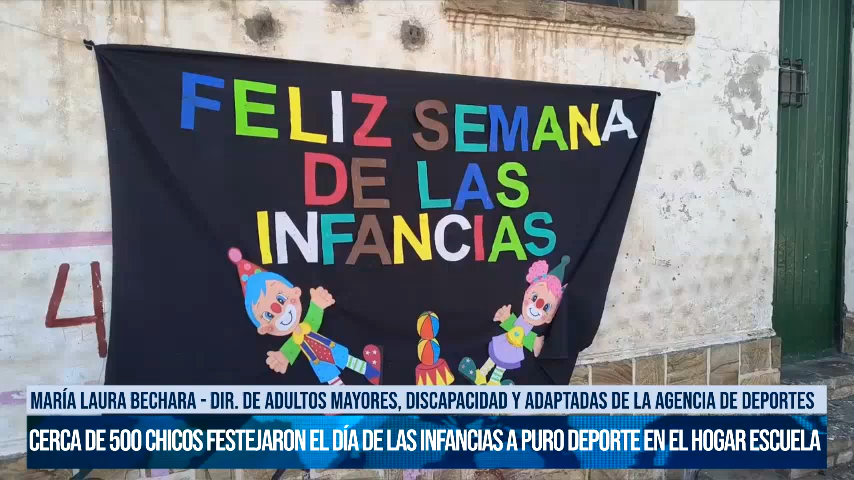 FELIZ SEMANA
DE LAS
INFANCIAS
4
MARÍA LAURA BECHARA - DIR. DE ADULTOS MAYORES, DISCAPACIDAD Y ADAPTADAS DE LA AGENCIA DE DEPORTES
CERCA DE 500 CHICOS FESTEJARON EL DÍA DE LAS INFANCIAS A PURO DEPORTE EN EL HOGAR ESCUELA